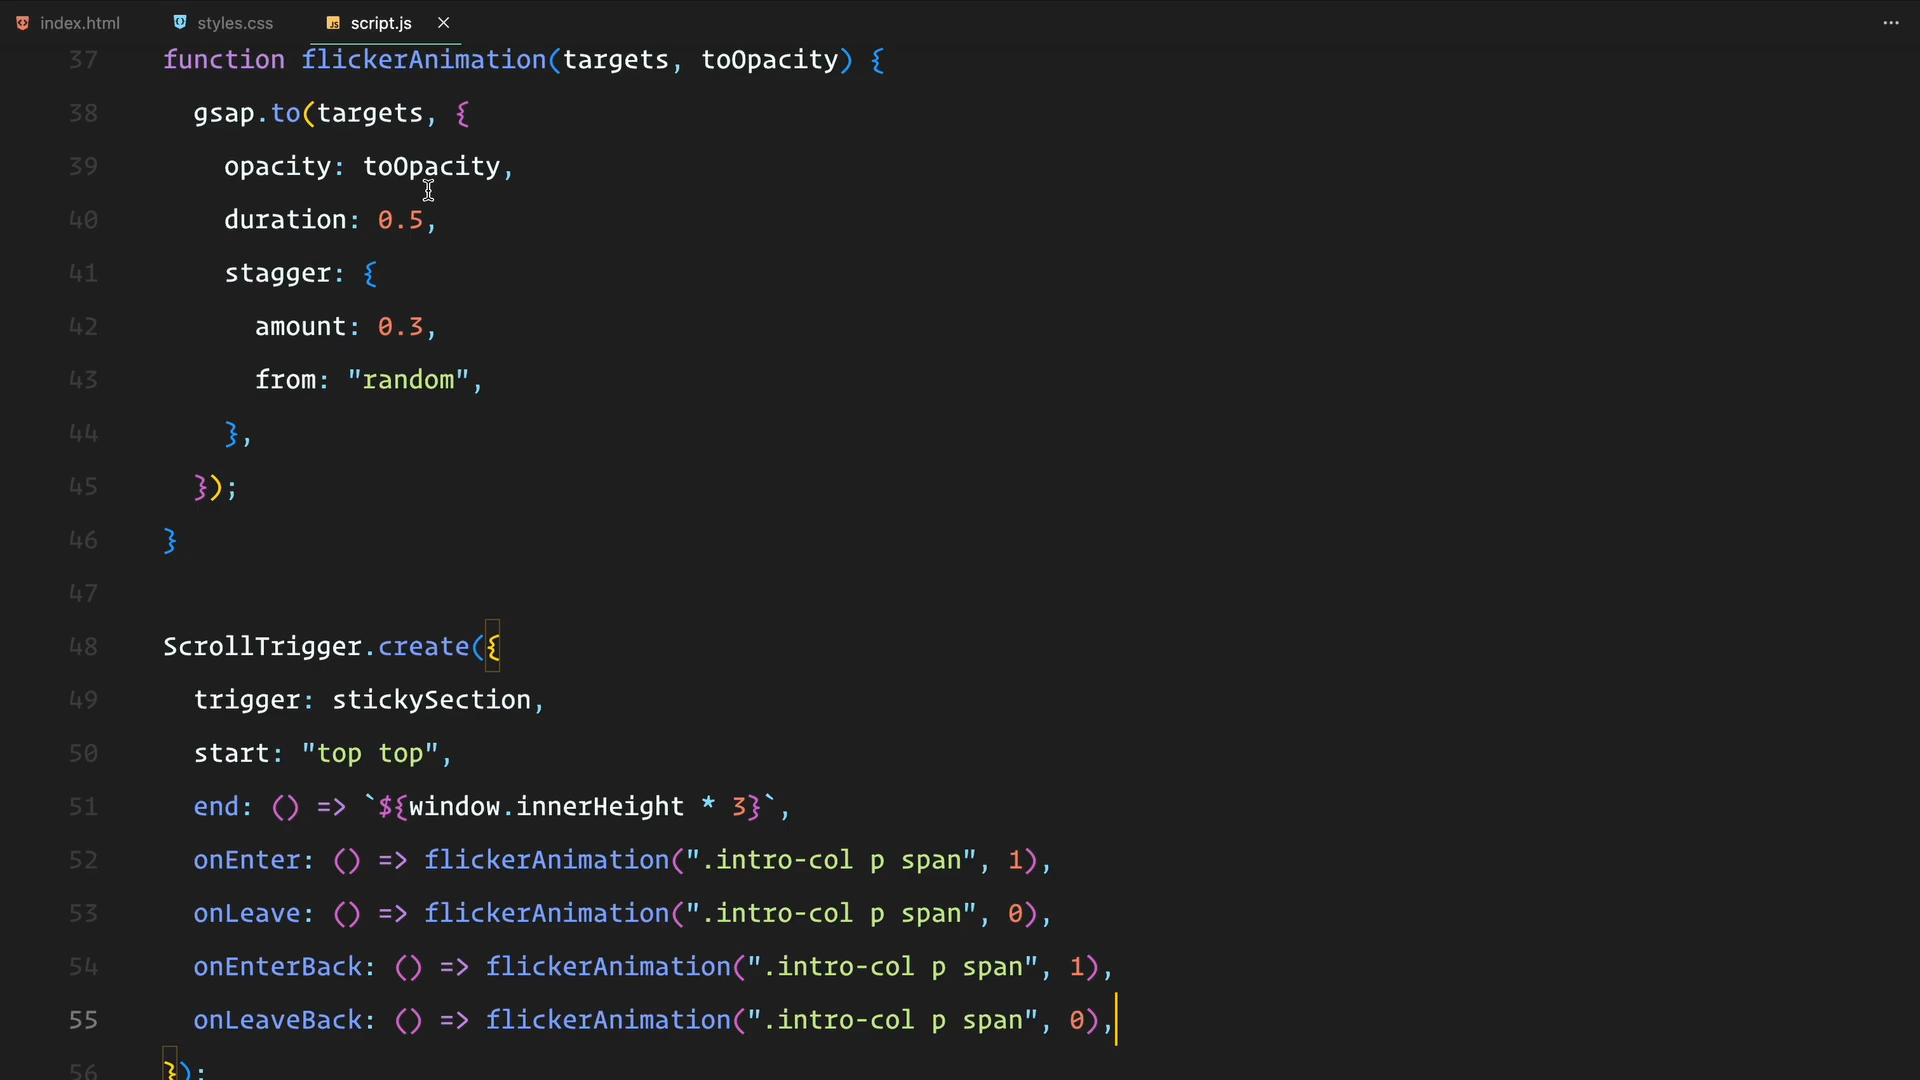 index.html styles.css script.js
37 function flickerAnimation(targets, toOpacity) {
38 gsap.to(targets, {
39 opacity: toOpacity,
40 duration: 0.5,
41 stagger: {
42 amount: 0.3,
43 from: "random",
44 },
45 });
46 }
47
48 ScrollTrigger.create({
49 trigger: stickySection,
50 start: "top top",
51 end: () => `${window.innerHeight * 3}`,
52 onEnter: () => flickerAnimation(".intro-col p span", 1),
53 onLeave: () => flickerAnimation(".intro-col p span", 0),
54 onEnterBack: () => flickerAnimation(".intro-col p span", 1),
55 onLeaveBack: () => flickerAnimation(".intro-col p span", 0),
56 });